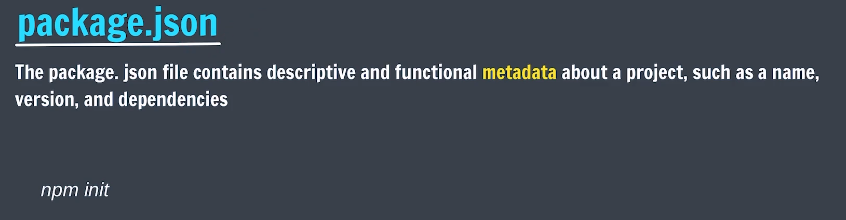 package.json
The package. json file contains descriptive and functional metadata about a project, such as a name,
version, and dependencies
npm init